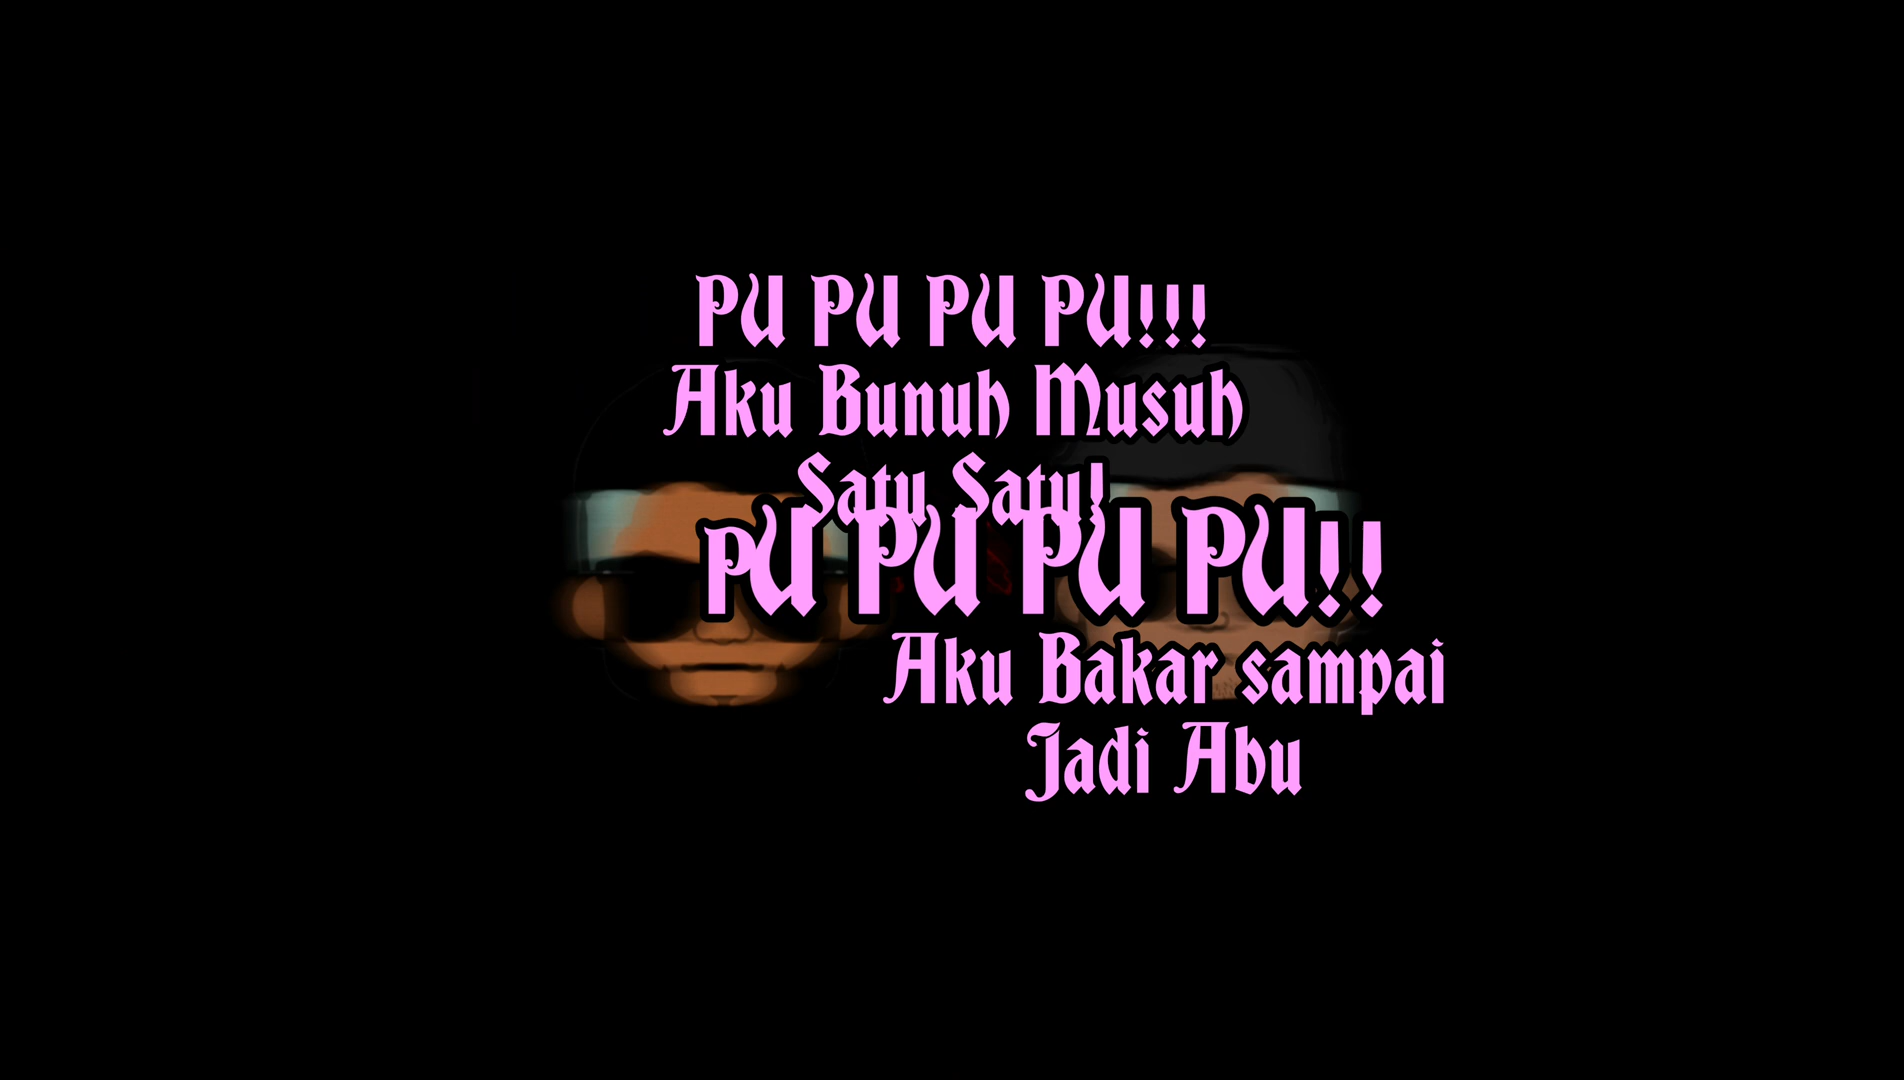 PU PU PU PU!!!
Aku Bunuh Musuh
Satu Satu!
PU PU PU PU!!
Aku Bakar sampai
Jadi Abu